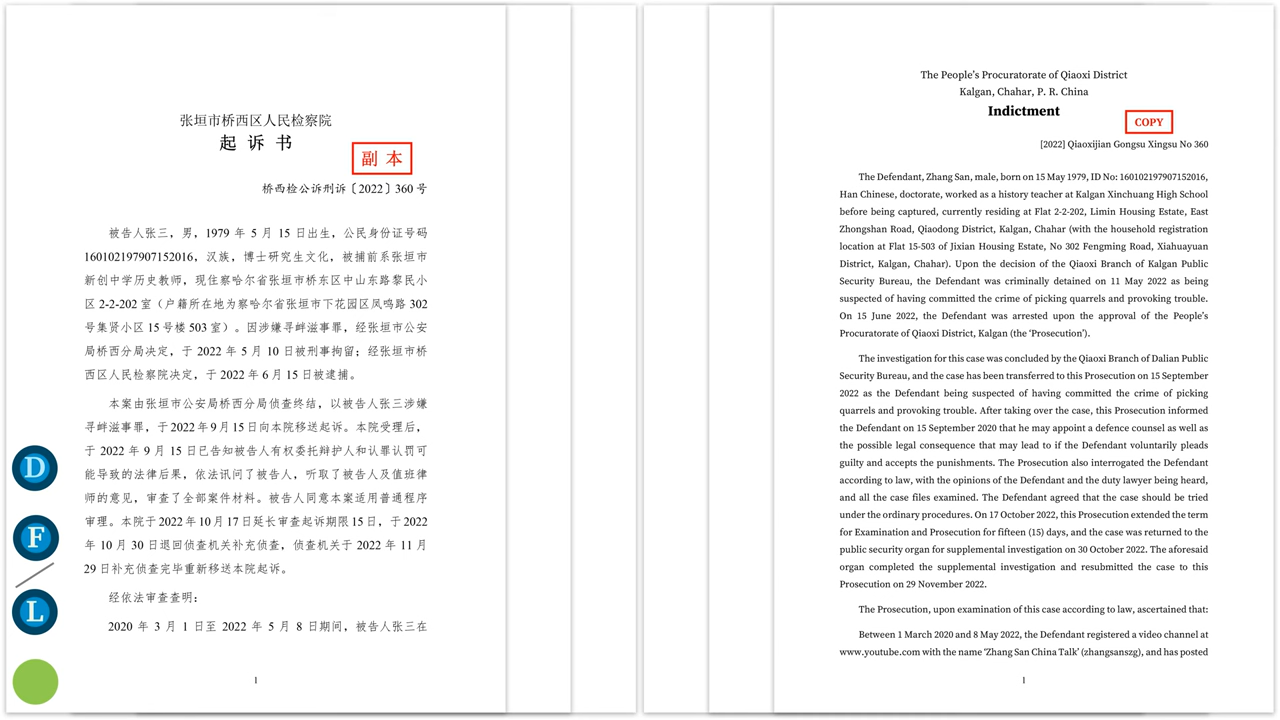 张垣市桥西区人民检察院
起诉书
副本
桥西检公诉刑诉〔2022〕360号
被告人张三，男，1979年5月15日出生，公民身份证号码
160102197907152016，汉族，博士研究生文化，被捕前系张垣市
新创中学历史教师，现住察哈尔省张垣市桥东区中山东路黎民小
区2-2-202室（户籍所在地为察哈尔省张垣市下花园区凤鸣路302
号集贤小区15号楼503室）。因涉嫌寻衅滋事罪，经张垣市公安
局桥西分局决定，于2022年5月10日被刑事拘留；经张垣市桥
西区人民检察院决定，于2022年6月15日被逮捕。
本案由张垣市公安局桥西分局侦查终结，以被告人张三涉嫌
寻衅滋事罪，于2022年9月15日向本院移送起诉。本院受理后，
于2022年9月15日已告知被告人有权委托辩护人和认罪认罚可
能导致的法律后果，依法讯问了被告人，听取了被告人及值班律
师的意见，审查了全部案件材料。被告人同意本案适用普通程序
审理。本院于2022年10月17日延长审查起诉期限15日，于2022
年10月30日退回侦查机关补充侦查，侦查机关于2022年11月
29日补充侦查完毕重新移送本院起诉。
经依法审查查明：
2020年3月1日至2022年5月8日期间，被告人张三在
1
D
F
L
The People's Procuratorate of Qiaoxi District
Kalgan, Chahar, P. R. China
Indictment
COPY
[2022] Qiaoxijian Gongsu Xingsu No 360
The Defendant, Zhang San, male, born on 15 May 1979, ID No: 160102197907152016,
Han Chinese, doctorate, worked as a history teacher at Kalgan Xinchuang High School
before being captured, currently residing at Flat 2-2-202, Limin Housing Estate, East
Zhongshan Road, Qiaodong District, Kalgan, Chahar (with the household registration
location at Flat 15-503 of Jixian Housing Estate, No 302 Fengming Road, Xiahuayuan
District, Kalgan, Chahar). Upon the decision of the Qiaoxi Branch of Kalgan Public
Security Bureau, the Defendant was criminally detained on 11 May 2022 as being
suspected of having committed the crime of picking quarrels and provoking trouble.
On 15 June 2022, the Defendant was arrested upon the approval of the People's
Procuratorate of Qiaoxi District, Kalgan (the 'Prosecution').
The investigation for this case was concluded by the Qiaoxi Branch of Dalian Public
Security Bureau, and the case has been transferred to this Prosecution on 15 September
2022 as the Defendant being suspected of having committed the crime of picking
quarrels and provoking trouble. After taking over the case, this Prosecution informed
the Defendant on 15 September 2020 that he may appoint a defence counsel as well as
the possible legal consequence that may lead to if the Defendant voluntarily pleads
guilty and accepts the punishments. The Prosecution also interrogated the Defendant
according to law, with the opinions of the Defendant and the duty lawyer being heard,
and all the case files examined. The Defendant agreed that the case should be tried
under the ordinary procedures. On 17 October 2022, this Prosecution extended the term
for Examination and Prosecution for fifteen (15) days, and the case was returned to the
public security organ for supplemental investigation on 30 October 2022. The aforesaid
organ completed the supplemental investigation and resubmitted the case to this
Prosecution on 29 November 2022.
The Prosecution, upon examination of this case according to law, ascertained that:
Between 1 March 2020 and 8 May 2022, the Defendant registered a video channel at
www.youtube.com with the name 'Zhang San China Talk' (zhangsanszg), and has posted
1